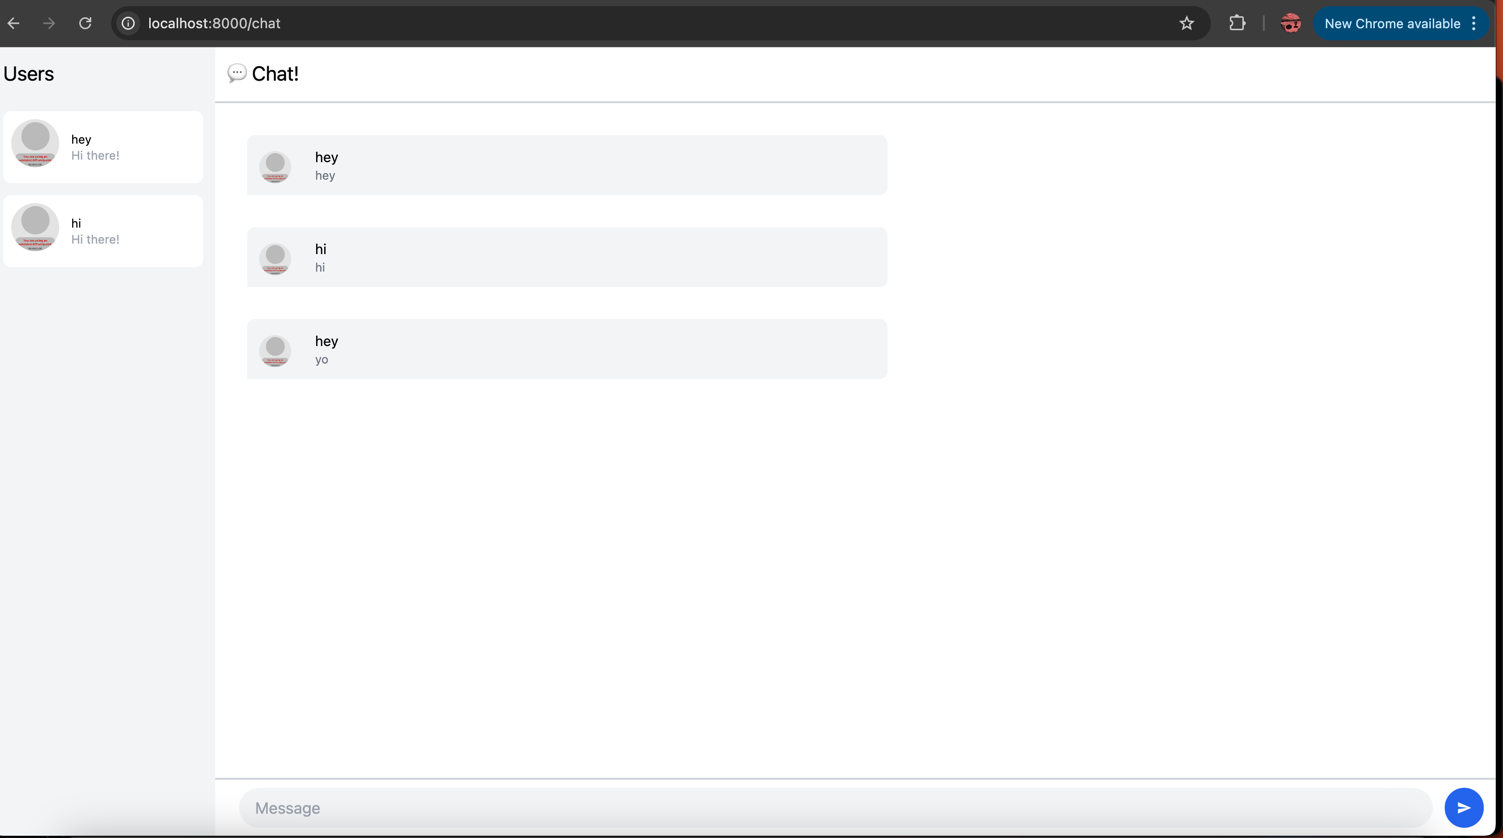 localhost:8000/chat
New Chrome available
Users
💬 Chat!
hey
Hi there!
hi
Hi there!
hey
hey
hi
hi
hey
yo
Message